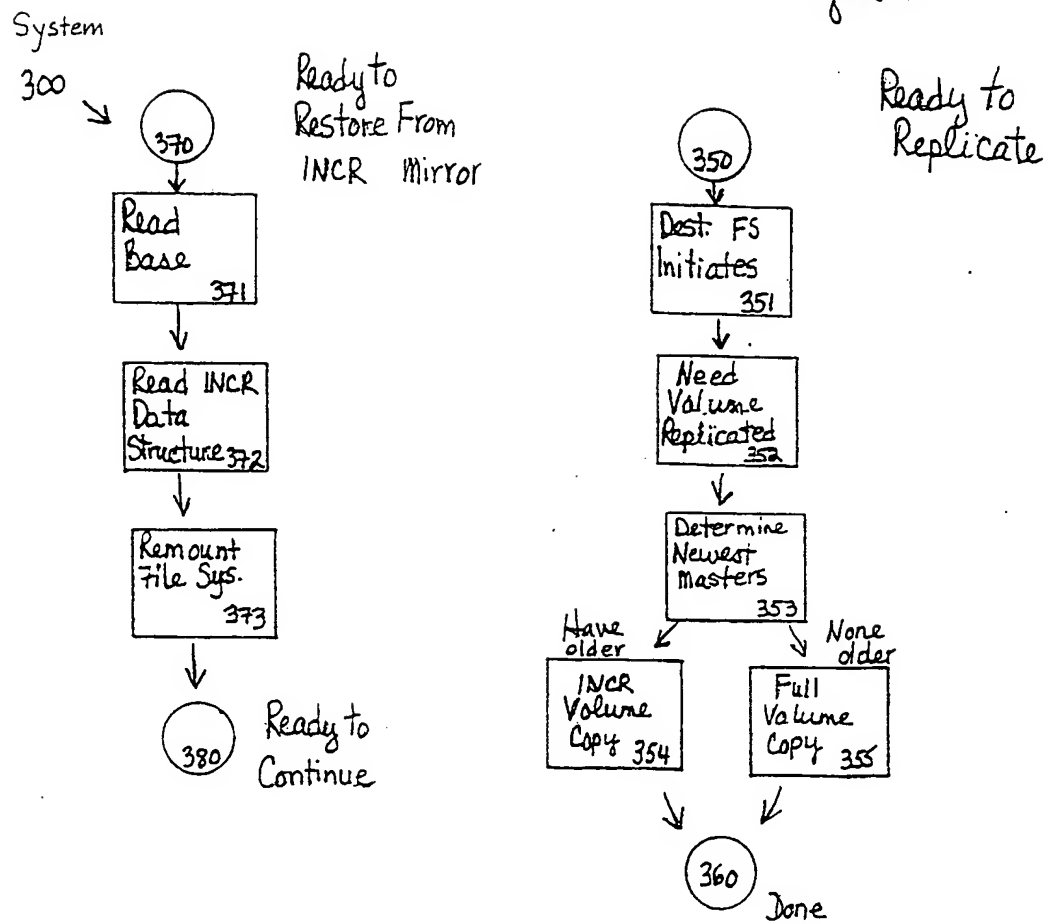 System
300
370
Ready to
Restore From
INCR Mirror
Read
Base
371
Read INCR
Data
Structure 372
Remount
File Sys.
373
380
Ready to
Continue
350
Ready to
Replicate
Dest. FS
Initiates
351
Need
Volume
Replicated
352
Determine
Newest
Masters
353
Have
older
None
older
INCR
Volume
Copy 354
Full
Volume
Copy 355
360
Done